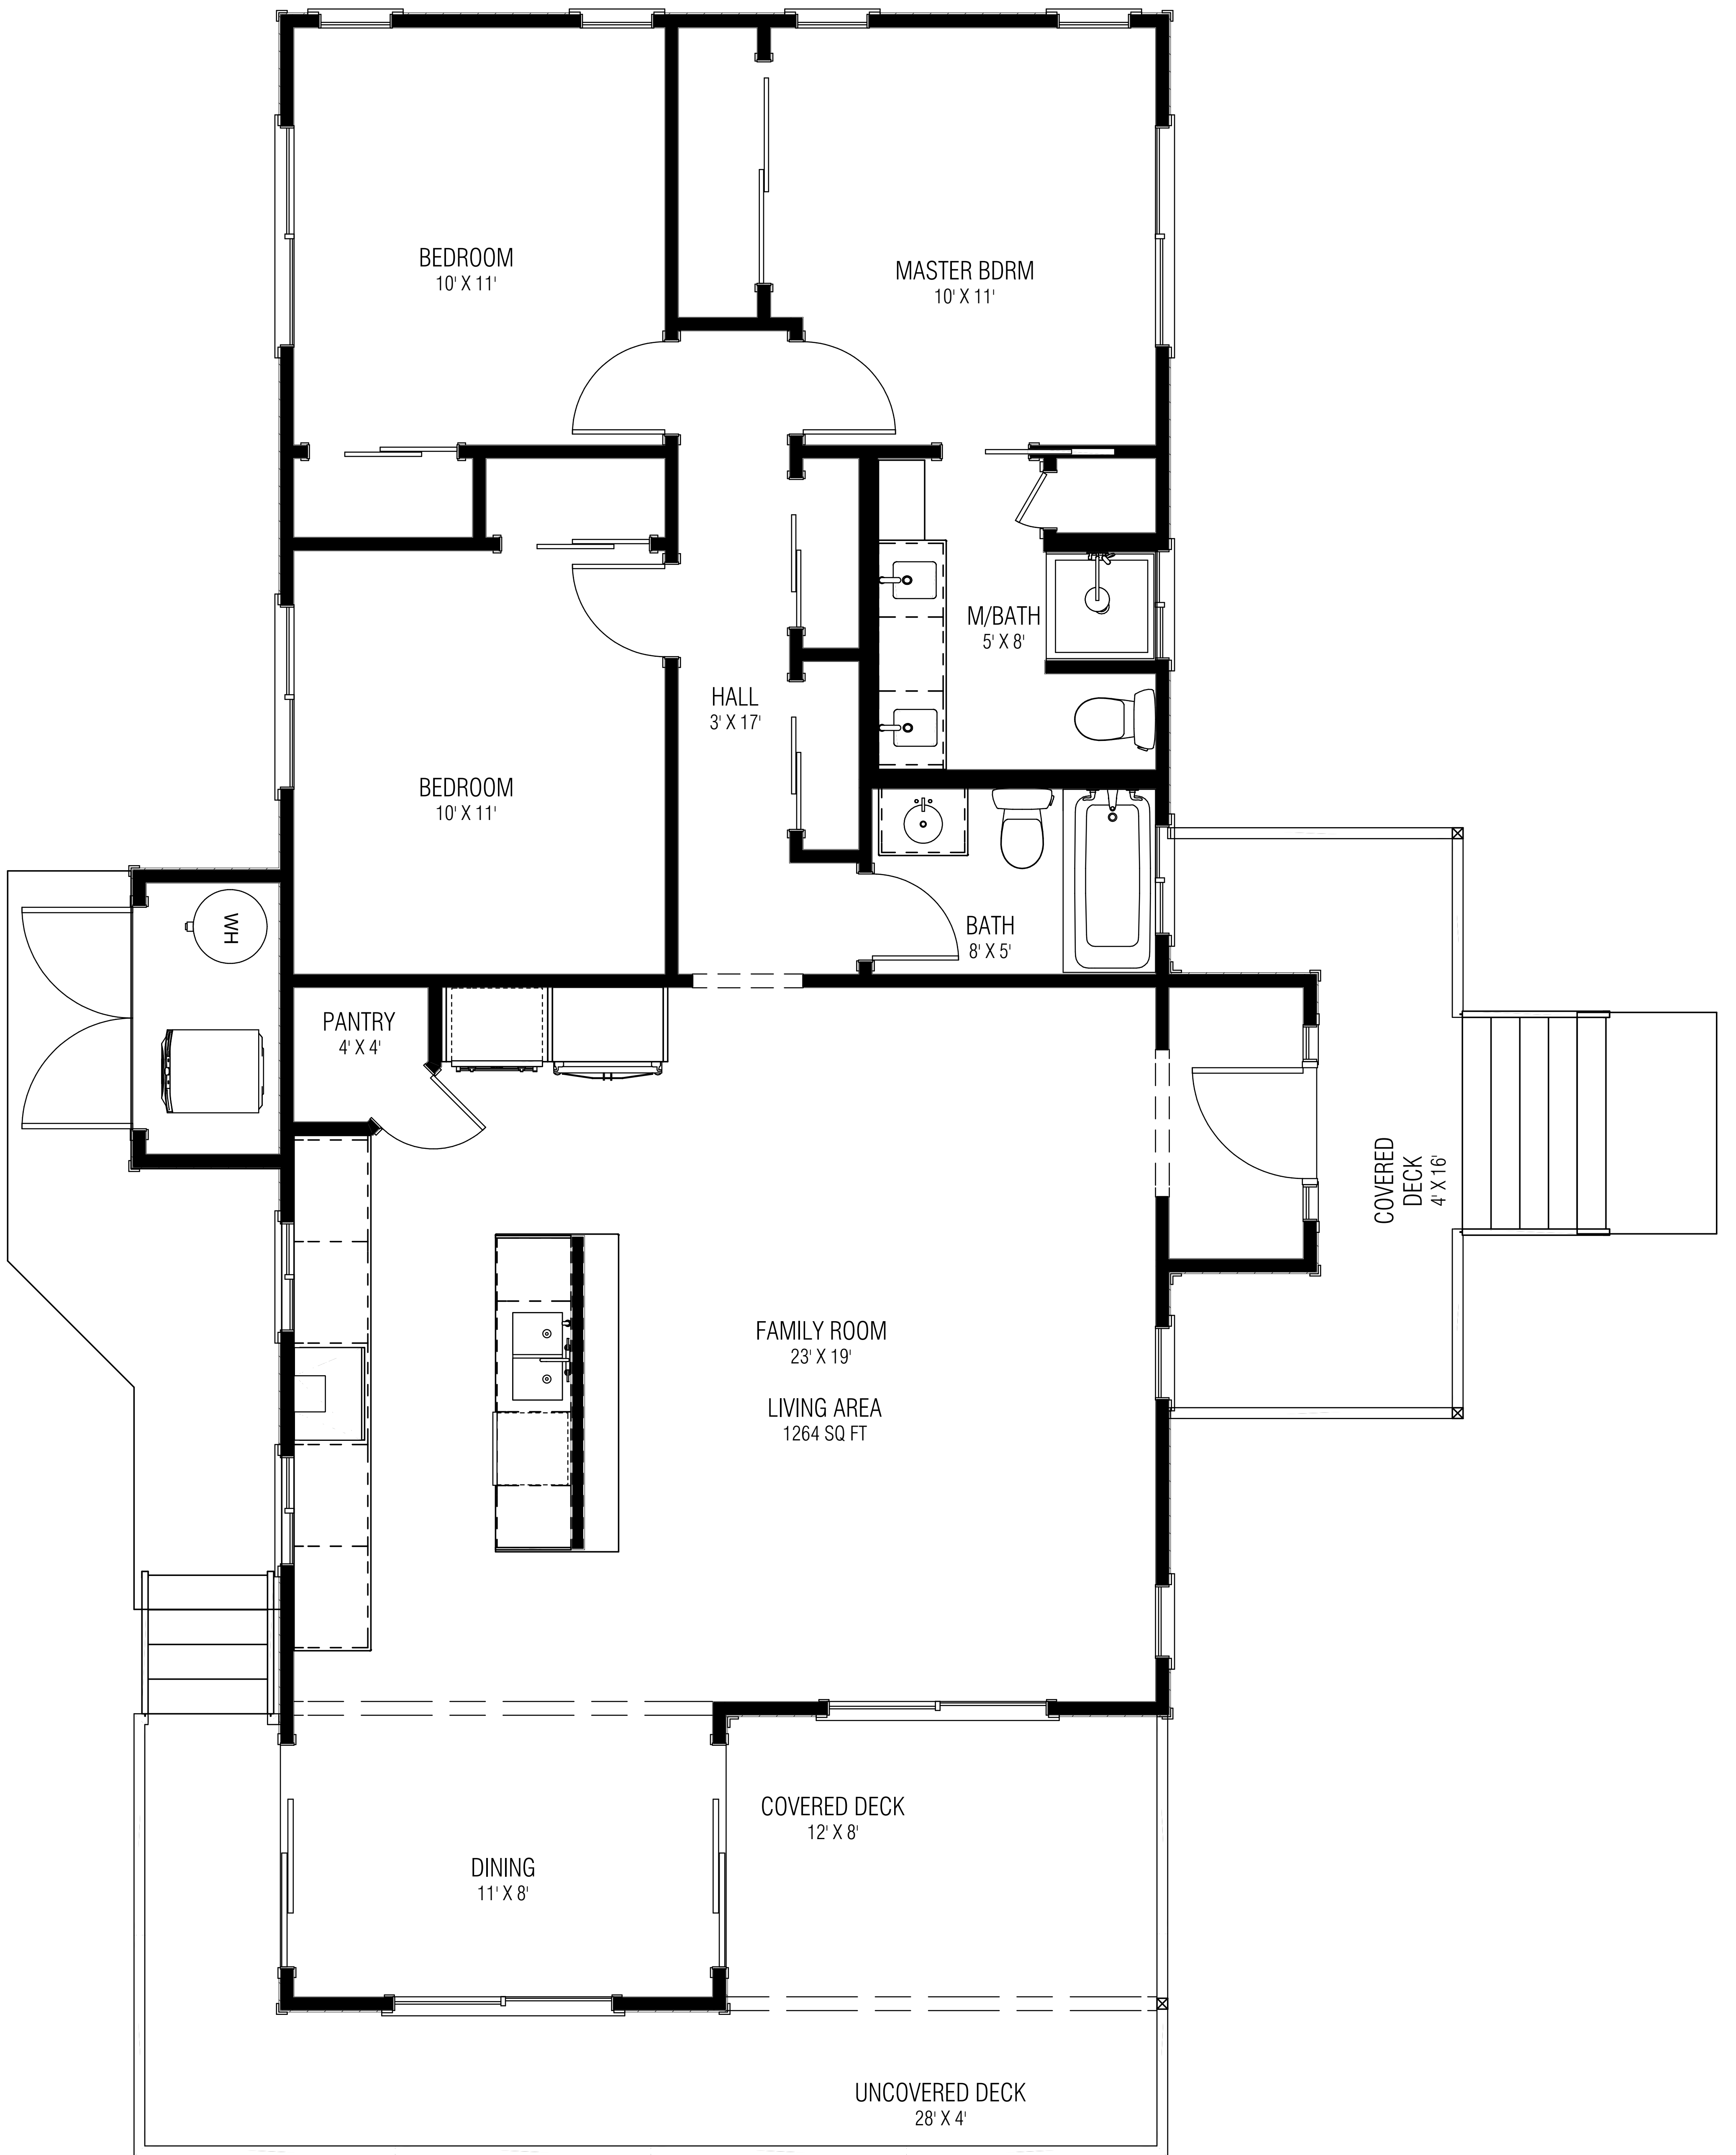 BEDROOM
10' X 11'
MASTER BDRM
10' X 11'
M/BATH
5' X 8'
HALL
3' X 17'
BEDROOM
10' X 11'
WH
BATH
8' X 5'
PANTRY
4' X 4'
COVERED
DECK
4' X 16'
FAMILY ROOM
23' X 19'
LIVING AREA
1264 SQ FT
COVERED DECK
12' X 8'
DINING
11' X 8'
UNCOVERED DECK
28' X 4'